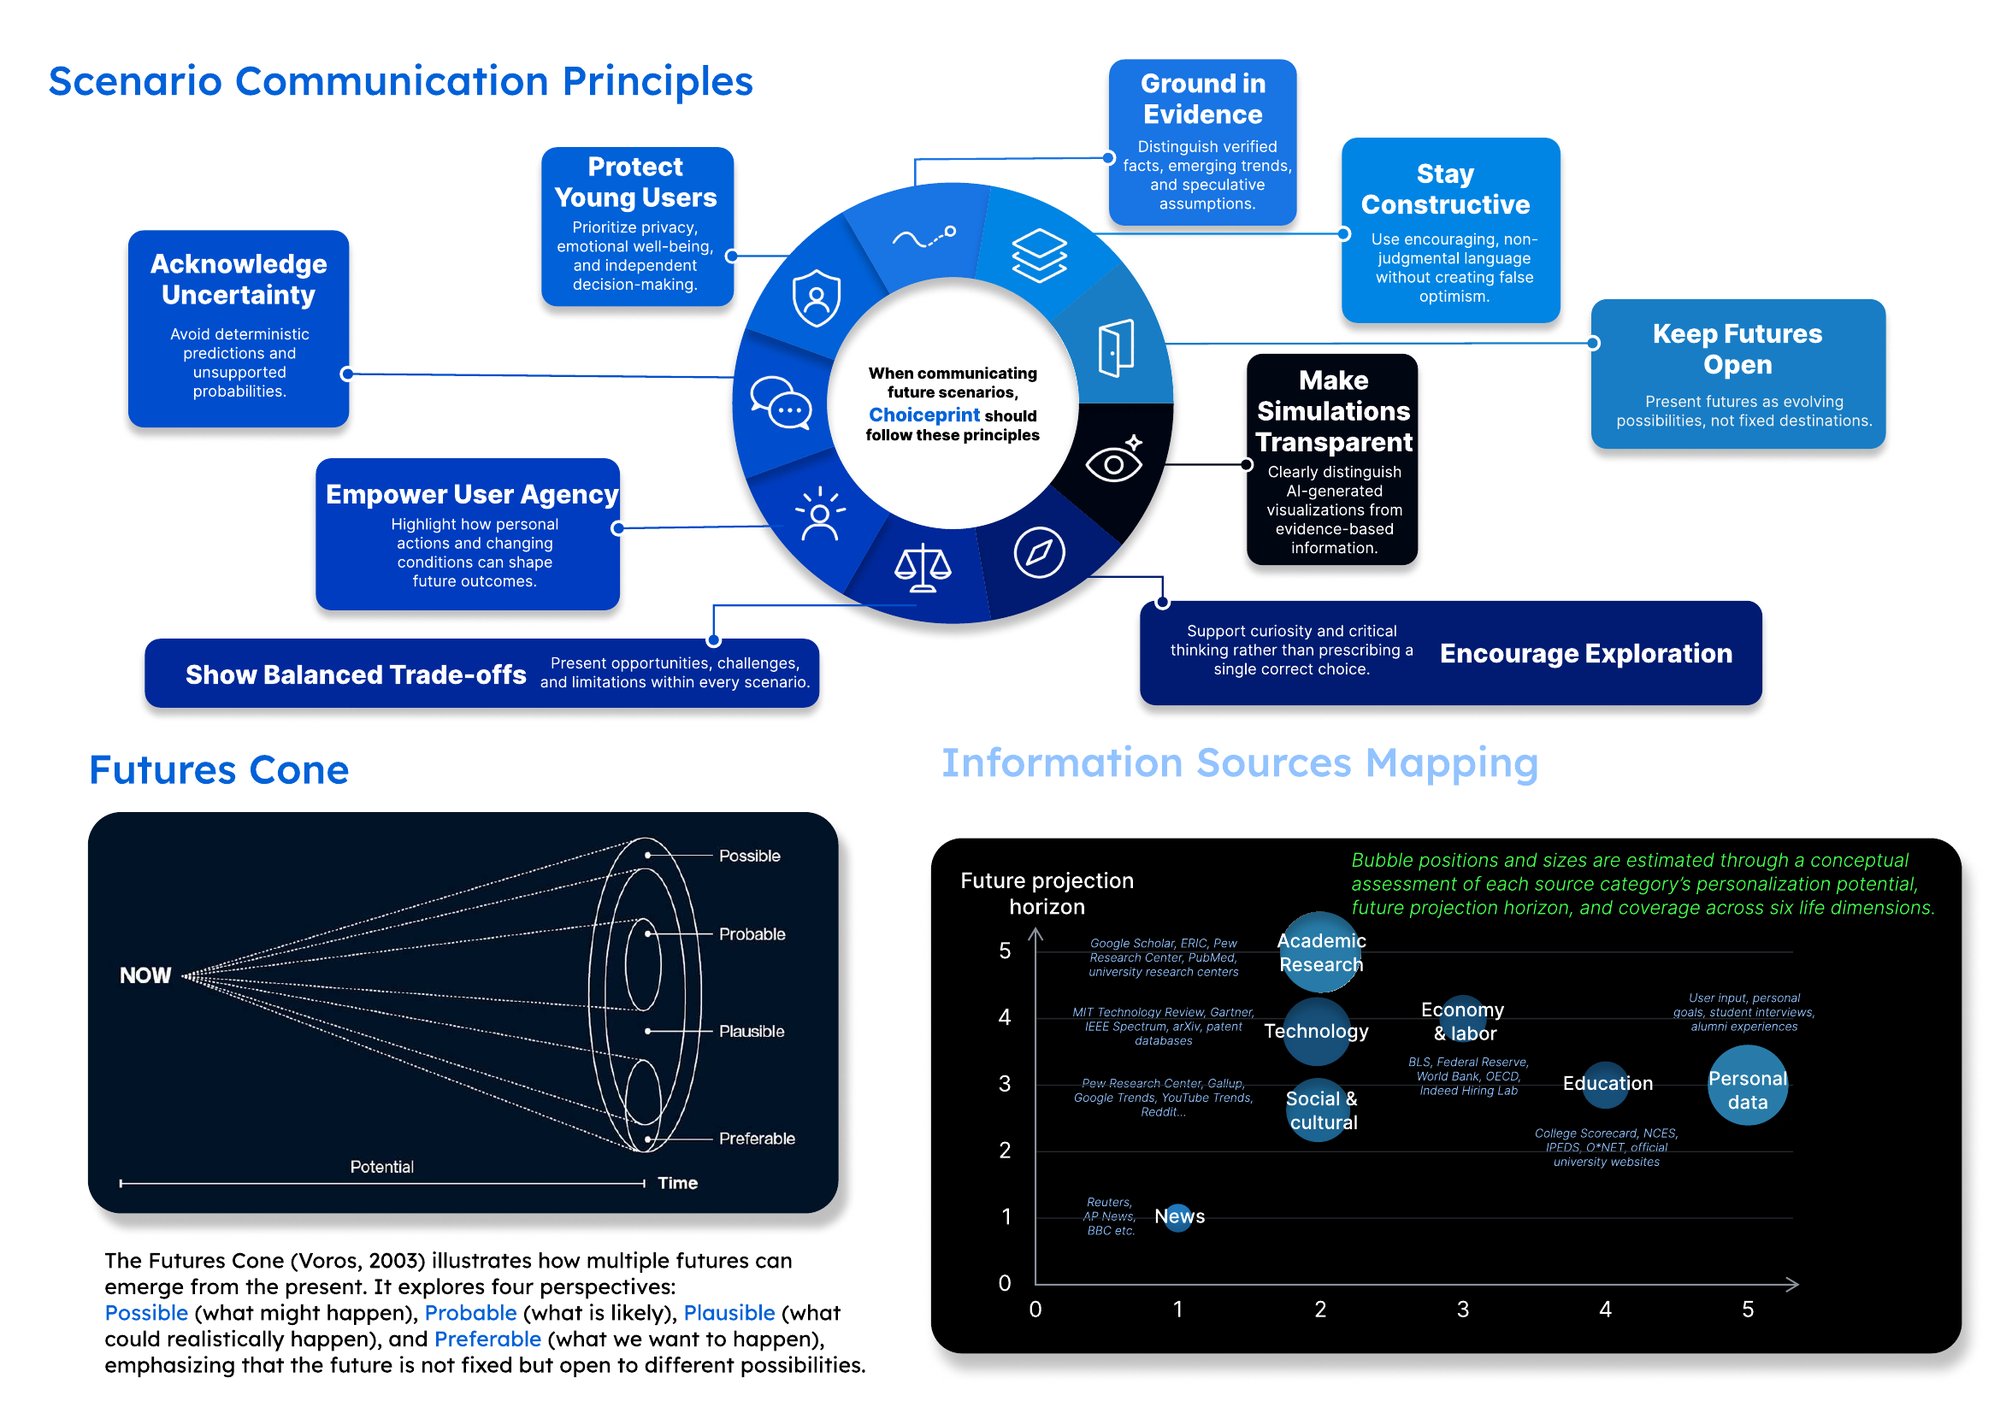 Scenario Communication Principles
Ground in
Evidence
Distinguish verified
facts, emerging trends,
and speculative
assumptions.
Stay
Constructive
Use encouraging, non-
judgmental language
without creating false
optimism.
Protect
Young Users
Prioritize privacy,
emotional well-being,
and independent
decision-making.
Acknowledge
Uncertainty
Avoid deterministic
predictions and
unsupported
probabilities.
Keep Futures
Open
Present futures as evolving
possibilities, not fixed destinations.
When communicating
future scenarios,
Choiceprint should
follow these principles
Make
Simulations
Transparent
Clearly distinguish
AI-generated
visualizations from
evidence-based
information.
Empower User Agency
Highlight how personal
actions and changing
conditions can shape
future outcomes.
Show Balanced Trade-offs
Present opportunities, challenges,
and limitations within every scenario.
Support curiosity and critical
thinking rather than prescribing a
single correct choice.
Encourage Exploration
Futures Cone
NOW
Possible
Probable
Plausible
Preferable
Potential
Time
The Futures Cone (Voros, 2003) illustrates how multiple futures can
emerge from the present. It explores four perspectives:
Possible (what might happen), Probable (what is likely), Plausible (what
could realistically happen), and Preferable (what we want to happen),
emphasizing that the future is not fixed but open to different possibilities.
Information Sources Mapping
Bubble positions and sizes are estimated through a conceptual
assessment of each source category's personalization potential,
future projection horizon, and coverage across six life dimensions.
Future projection
horizon
5
Google Scholar, ERIC, Pew
Research Center, PubMed,
university research centers
Academic
Research
4
MIT Technology Review, Gartner,
IEEE Spectrum, arXiv, patent
databases
Technology
Economy
& labor
BLS, Federal Reserve,
World Bank, OECD,
Indeed Hiring Lab
User input, personal
goals, student interviews,
alumni experiences
Personal
data
3
Pew Research Center, Gallup,
Google Trends, YouTube Trends,
Reddit...
Social &
cultural
Education
College Scorecard, NCES,
IPEDS, O*NET, official
university websites
2
1
Reuters,
AP News,
BBC etc.
News
0
0 1 2 3 4 5